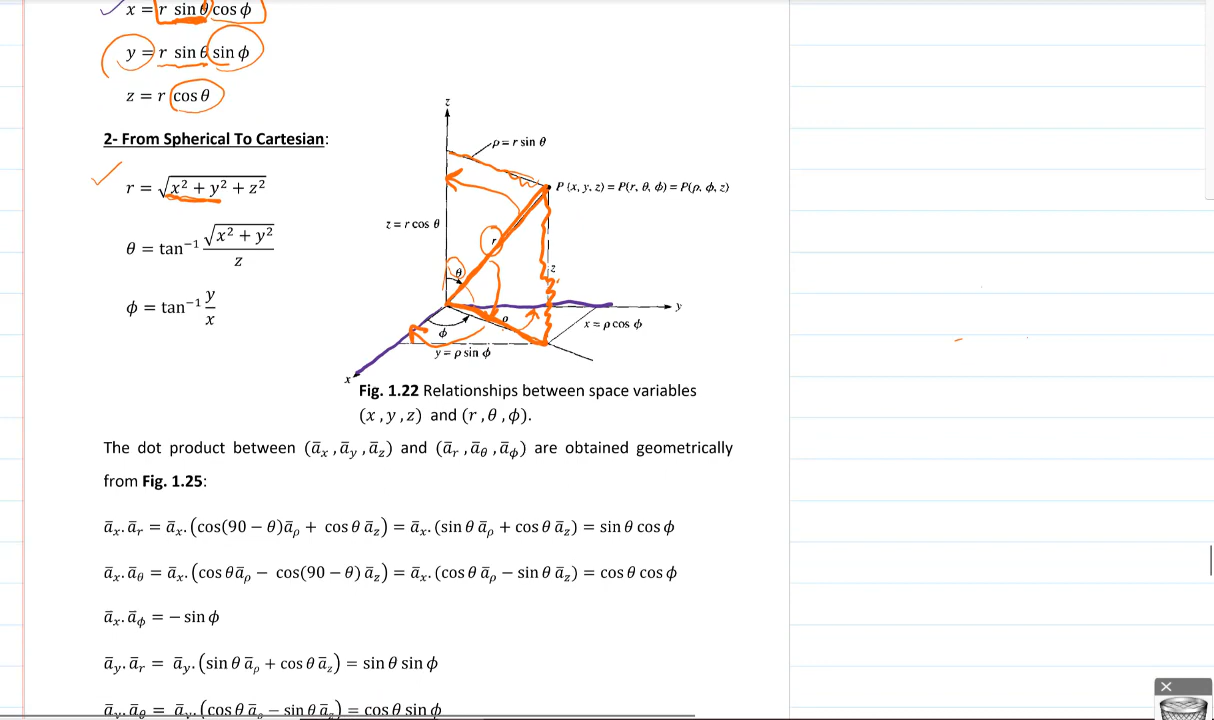 x = r sin θ cos ϕ
y = r sin θ sin ϕ
z = r cos θ
2- From Spherical To Cartesian:
r = √(x² + y² + z²)
θ = tan⁻¹ √(x² + y²) / z
ϕ = tan⁻¹ y / x
z
ρ = r sin θ
P (x, y, z) = P(r, θ, ϕ) = P(ρ, ϕ, z)
z = r cos θ
r
θ
z
y
ρ
x = ρ cos ϕ
ϕ
y = ρ sin ϕ
x
Fig. 1.22 Relationships between space variables
(x , y , z) and (r , θ , ϕ).
The dot product between (āx , āy , āz) and (ār , āθ , āϕ) are obtained geometrically
from Fig. 1.25:
āx. ār = āx. (cos(90 − θ)āρ + cos θ āz) = āx. (sin θ āρ + cos θ āz) = sin θ cos ϕ
āx. āθ = āx. (cos θāρ − cos(90 − θ) āz) = āx. (cos θ āρ − sin θ āz) = cos θ cos ϕ
āx. āϕ = − sin ϕ
āy. ār = āy. (sin θ āρ + cos θ āz) = sin θ sin ϕ
āy. āθ = āy. (cos θ āρ − sin θ āz) = cos θ sin ϕ